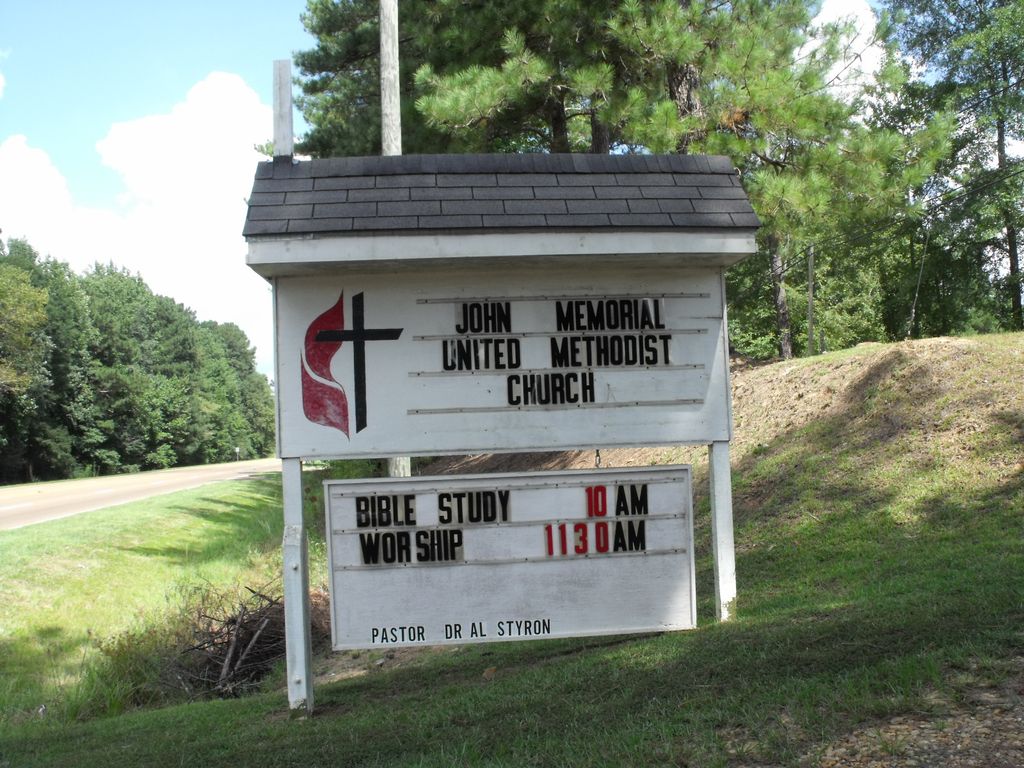 JOHN MEMORIAL
UNITED METHODIST
CHURCH
BIBLE STUDY 10 AM
WORSHIP 1130 AM
PASTOR DR AL STYRON